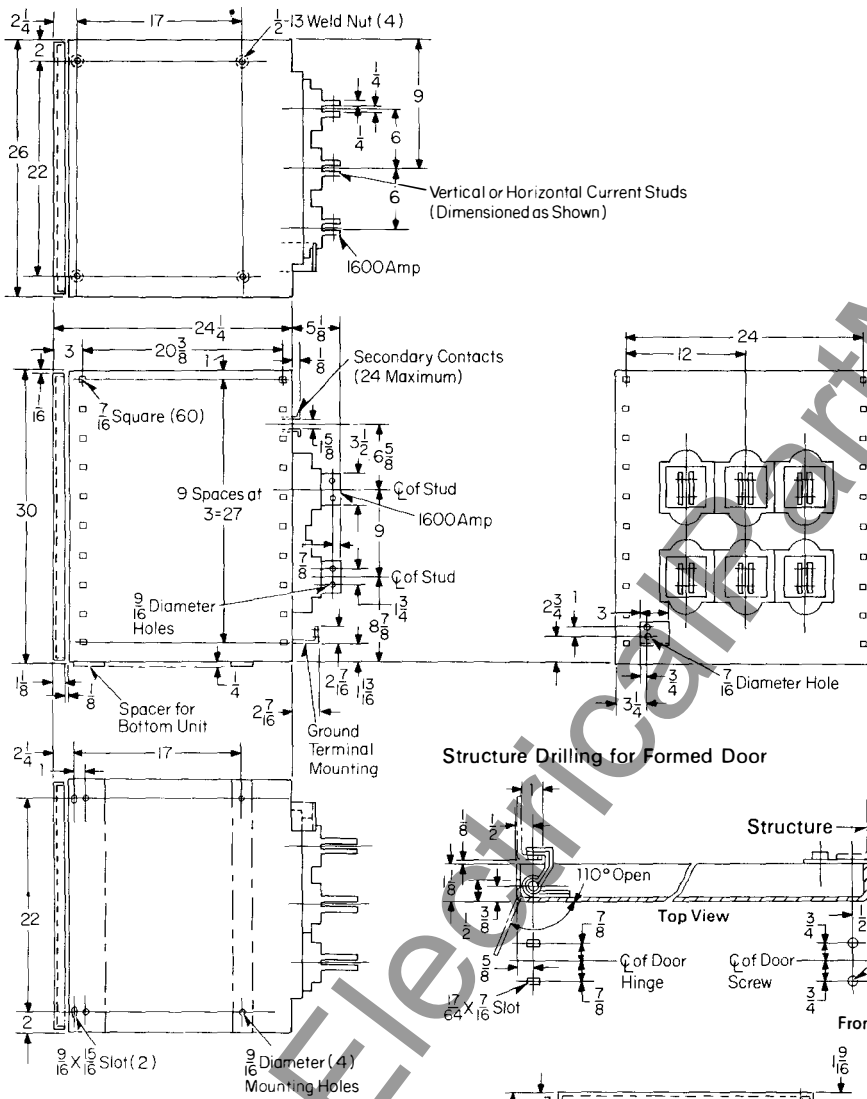 2 1/4
17
1/2-13 Weld Nut (4)
2
1/4
9
1/4
6
26
22
Vertical or Horizontal Current Studs
(Dimensioned as Shown)
6
1600 Amp
24 1/4
5 1/8
3
20 3/8
1
1/8
Secondary Contacts
(24 Maximum)
24
12
16
7/16 Square (60)
1 5/8
3 1/2
6 5/8
30
9 Spaces at
3=27
℄ of Stud
1600 Amp
9
7/8
℄ of Stud
9/16 Diameter
Holes
1 3/4
8 7/8
2 3/4
1
3
1 1/8
1/8
1/4
2 7/16
1 3/16
Spacer for
Bottom Unit
2 7/16
Ground
Terminal
Mounting
3/4
7/16 Diameter Hole
3 1/4
2 1/4
17
1
Structure Drilling for Formed Door
1
1/2
1/8
Structure
1 1/8
110° Open
22
1/2
3/8
Top View
7/8
3/4
1/2
5/8
℄ of Door
Hinge
℄ of Door
Screw
17/64 X 7/16 Slot
7/8
3/4
2
9/16 X 15/16 Slot (2)
9/16 Diameter (4)
Mounting Holes
Fron
1 9/16
ElectricalPart